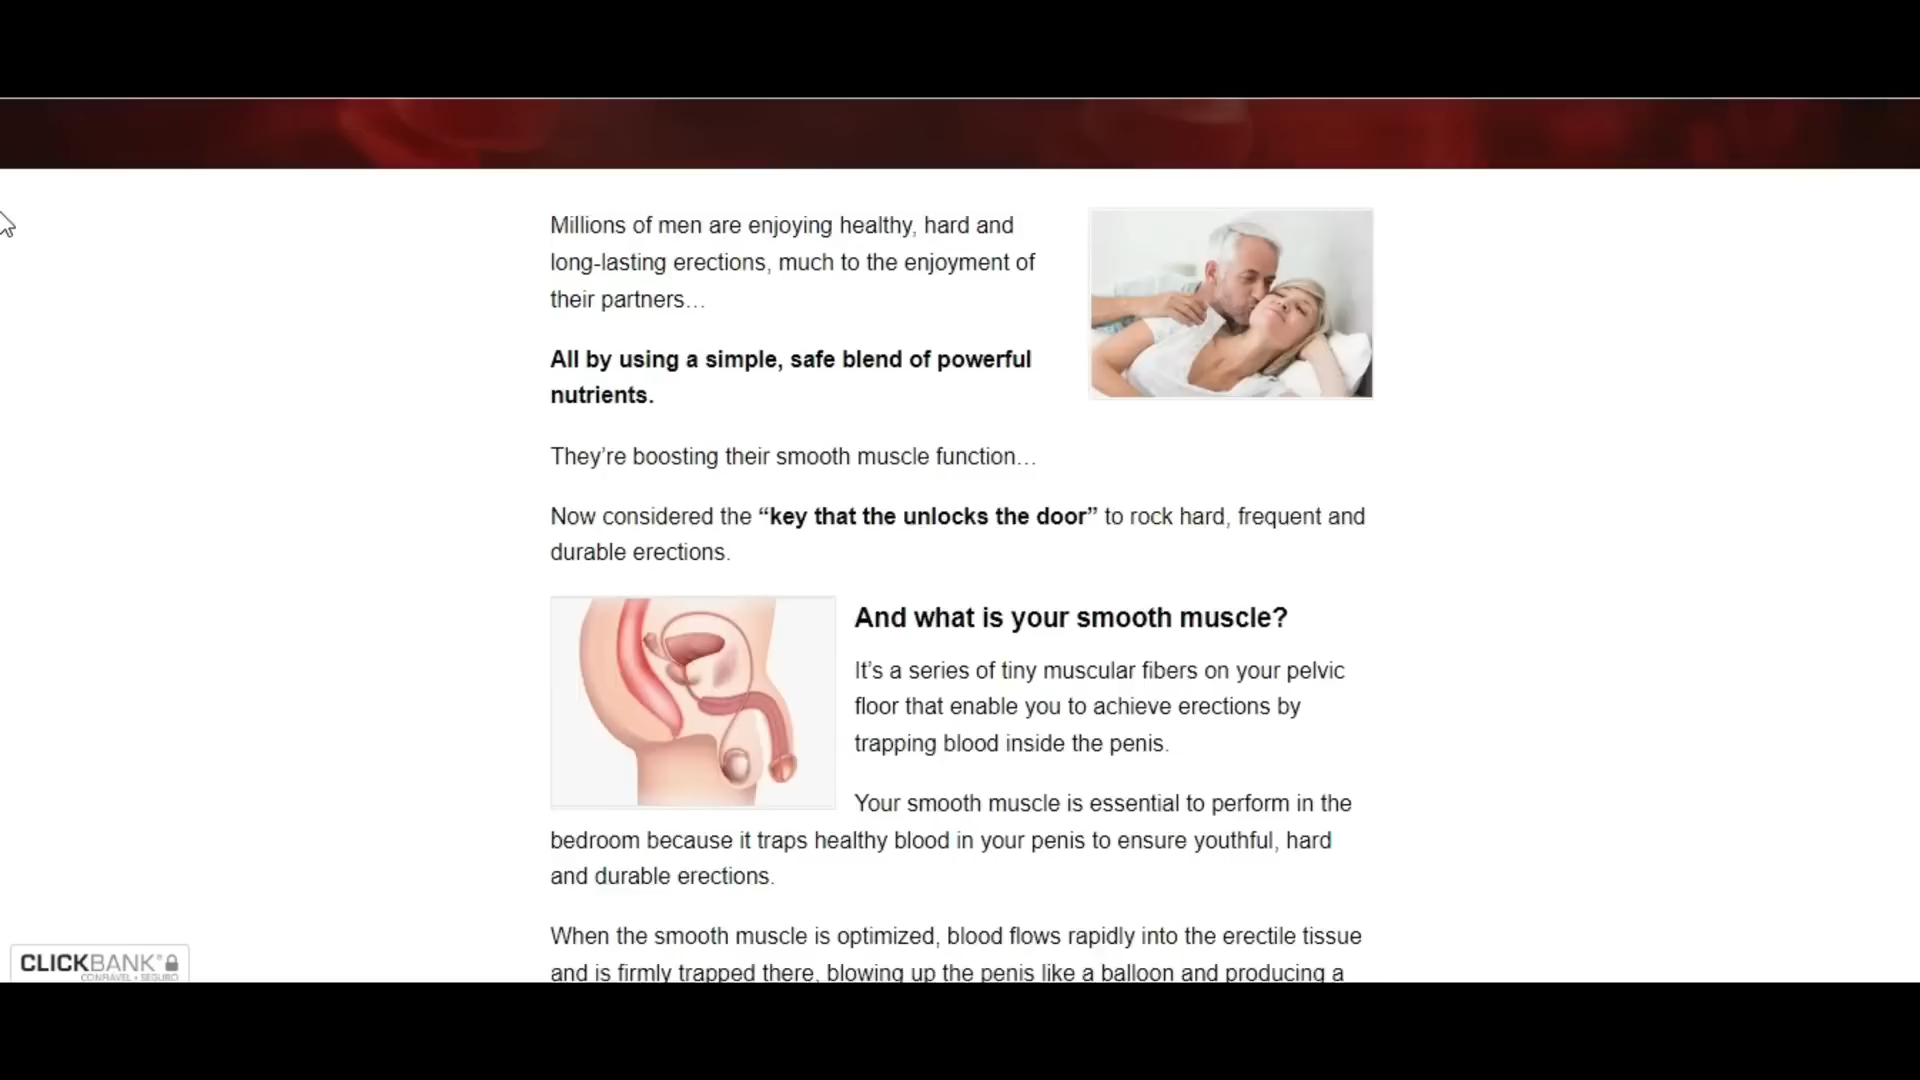 Millions of men are enjoying healthy, hard and
long-lasting erections, much to the enjoyment of
their partners…
All by using a simple, safe blend of powerful
nutrients.
They’re boosting their smooth muscle function…
Now considered the “key that the unlocks the door” to rock hard, frequent and
durable erections.
And what is your smooth muscle?
It’s a series of tiny muscular fibers on your pelvic
floor that enable you to achieve erections by
trapping blood inside the penis.
Your smooth muscle is essential to perform in the
bedroom because it traps healthy blood in your penis to ensure youthful, hard
and durable erections.
When the smooth muscle is optimized, blood flows rapidly into the erectile tissue
and is firmly trapped there, blowing up the penis like a balloon and producing a
CLICKBANK®
CONFIÁVEL • SEGURO